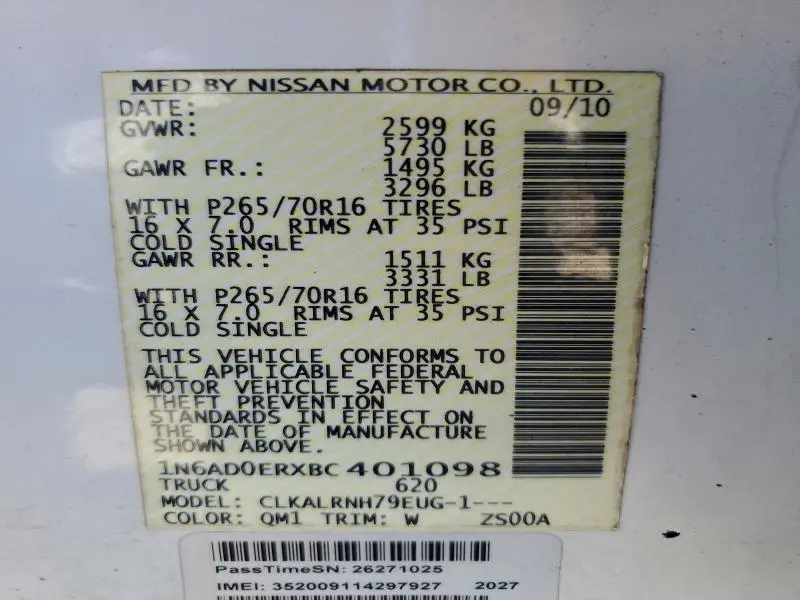 MFD BY NISSAN MOTOR CO., LTD.
DATE: 09/10
GVWR: 2599 KG
5730 LB
GAWR FR.: 1495 KG
3296 LB
WITH P265/70R16 TIRES
16 X 7.0 RIMS AT 35 PSI
COLD SINGLE
GAWR RR.: 1511 KG
3331 LB
WITH P265/70R16 TIRES
16 X 7.0 RIMS AT 35 PSI
COLD SINGLE
THIS VEHICLE CONFORMS TO
ALL APPLICABLE FEDERAL
MOTOR VEHICLE SAFETY AND
THEFT PREVENTION
STANDARDS IN EFFECT ON
THE DATE OF MANUFACTURE
SHOWN ABOVE.
1N6AD0ERXBC 401098
TRUCK 620
MODEL: CLKALRNH79EUG-1---
COLOR: QM1 TRIM: W ZS00A
PassTimeSN: 26271025
IMEI: 352009114297927 2027